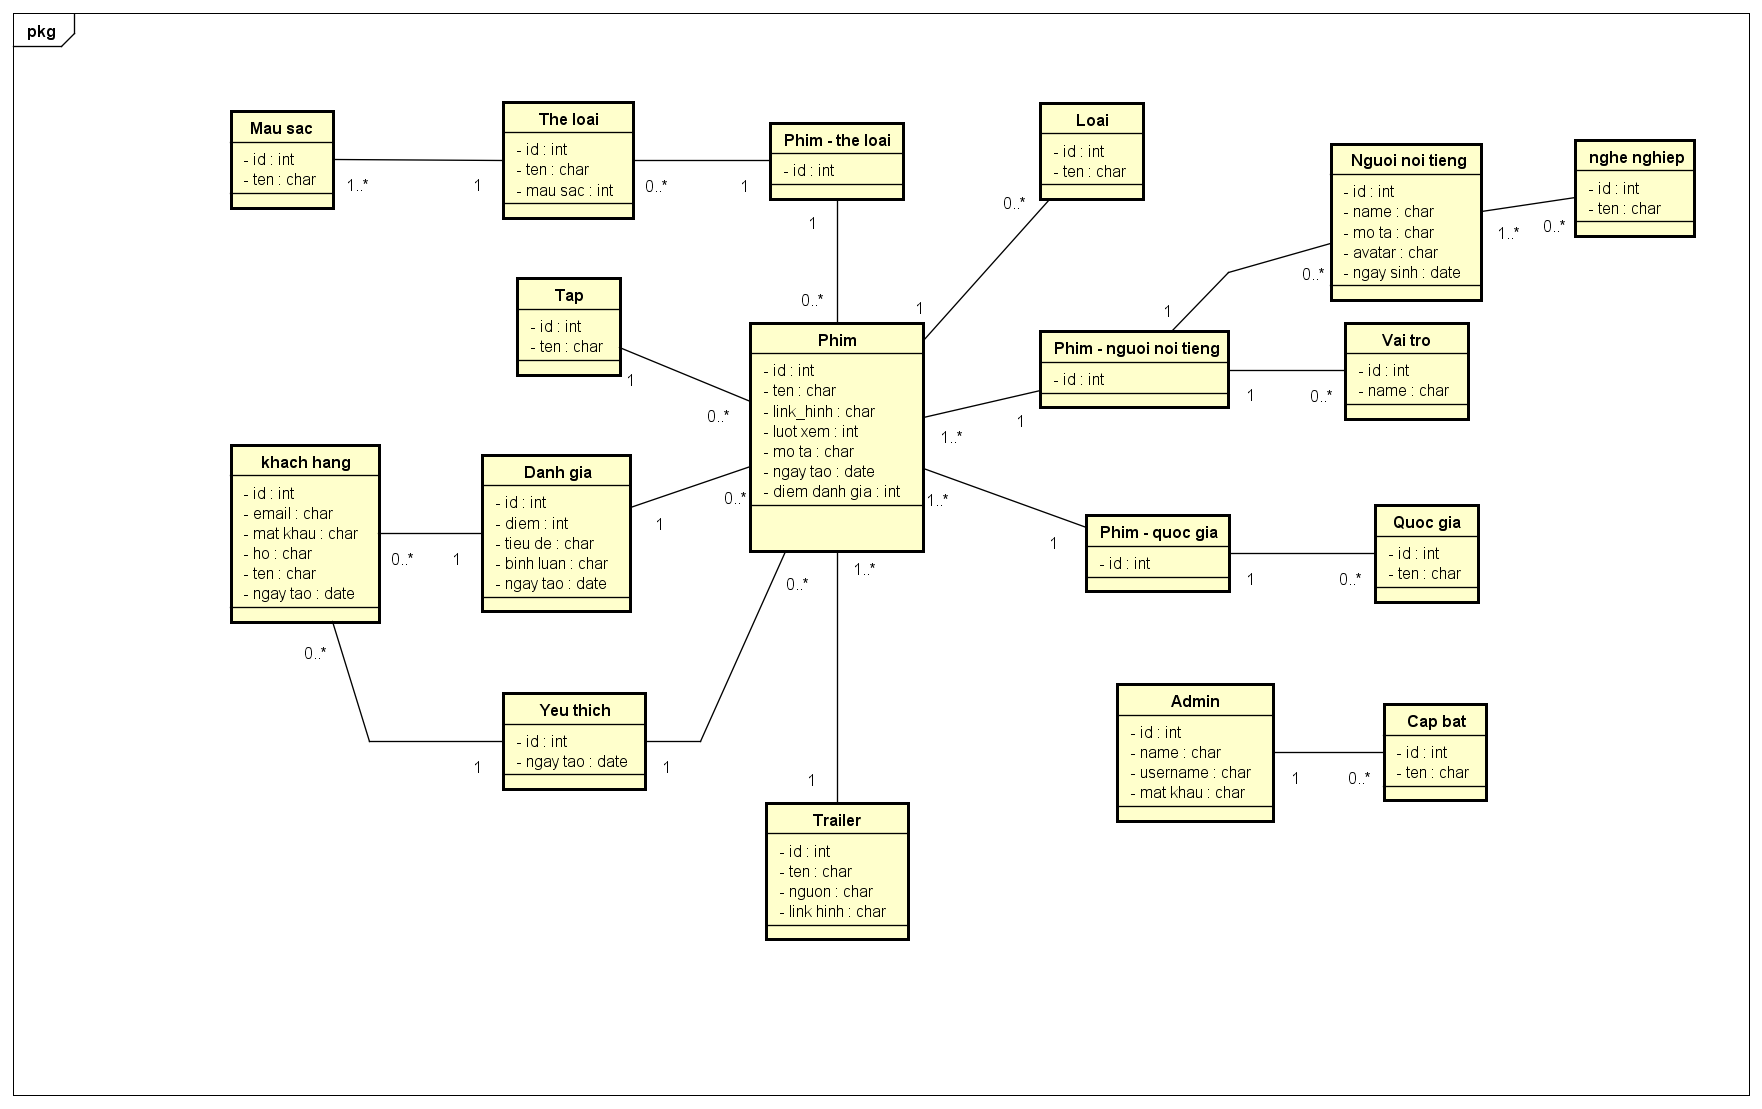 pkg
Mau sac
- id : int
- ten : char
1..*
1
The loai
- id : int
- ten : char
- mau sac : int
0..*
1
Phim - the loai
- id : int
1
0..*
Loai
- id : int
- ten : char
0..*
1
Nguoi noi tieng
- id : int
- name : char
- mo ta : char
- avatar : char
- ngay sinh : date
1..*
0..*
nghe nghiep
- id : int
- ten : char
0..*
1
Tap
- id : int
- ten : char
1
0..*
Phim
- id : int
- ten : char
- link_hinh : char
- luot xem : int
- mo ta : char
- ngay tao : date
- diem danh gia : int
1..*
1
Phim - nguoi noi tieng
- id : int
1
0..*
Vai tro
- id : int
- name : char
khach hang
- id : int
- email : char
- mat khau : char
- ho : char
- ten : char
- ngay tao : date
0..*
1
Danh gia
- id : int
- diem : int
- tieu de : char
- binh luan : char
- ngay tao : date
1
0..*
1..*
1
Phim - quoc gia
- id : int
1
0..*
Quoc gia
- id : int
- ten : char
0..*
1
Yeu thich
- id : int
- ngay tao : date
1
0..*
1..*
1
Trailer
- id : int
- ten : char
- nguon : char
- link hinh : char
Admin
- id : int
- name : char
- username : char
- mat khau : char
1
0..*
Cap bat
- id : int
- ten : char